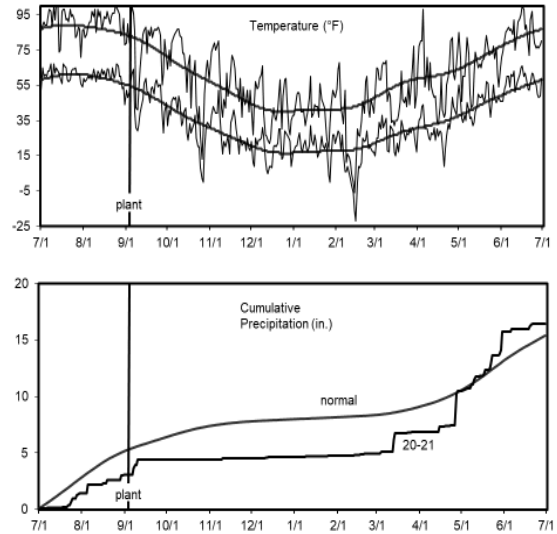 95
Temperature (°F)
75
55
35
15
-5
plant
-25
7/1 8/1 9/1 10/1 11/1 12/1 1/1 2/1 3/1 4/1 5/1 6/1 7/1
20
Cumulative
Precipitation (in.)
15
normal
10
20-21
5
plant
0
7/1 8/1 9/1 10/1 11/1 12/1 1/1 2/1 3/1 4/1 5/1 6/1 7/1